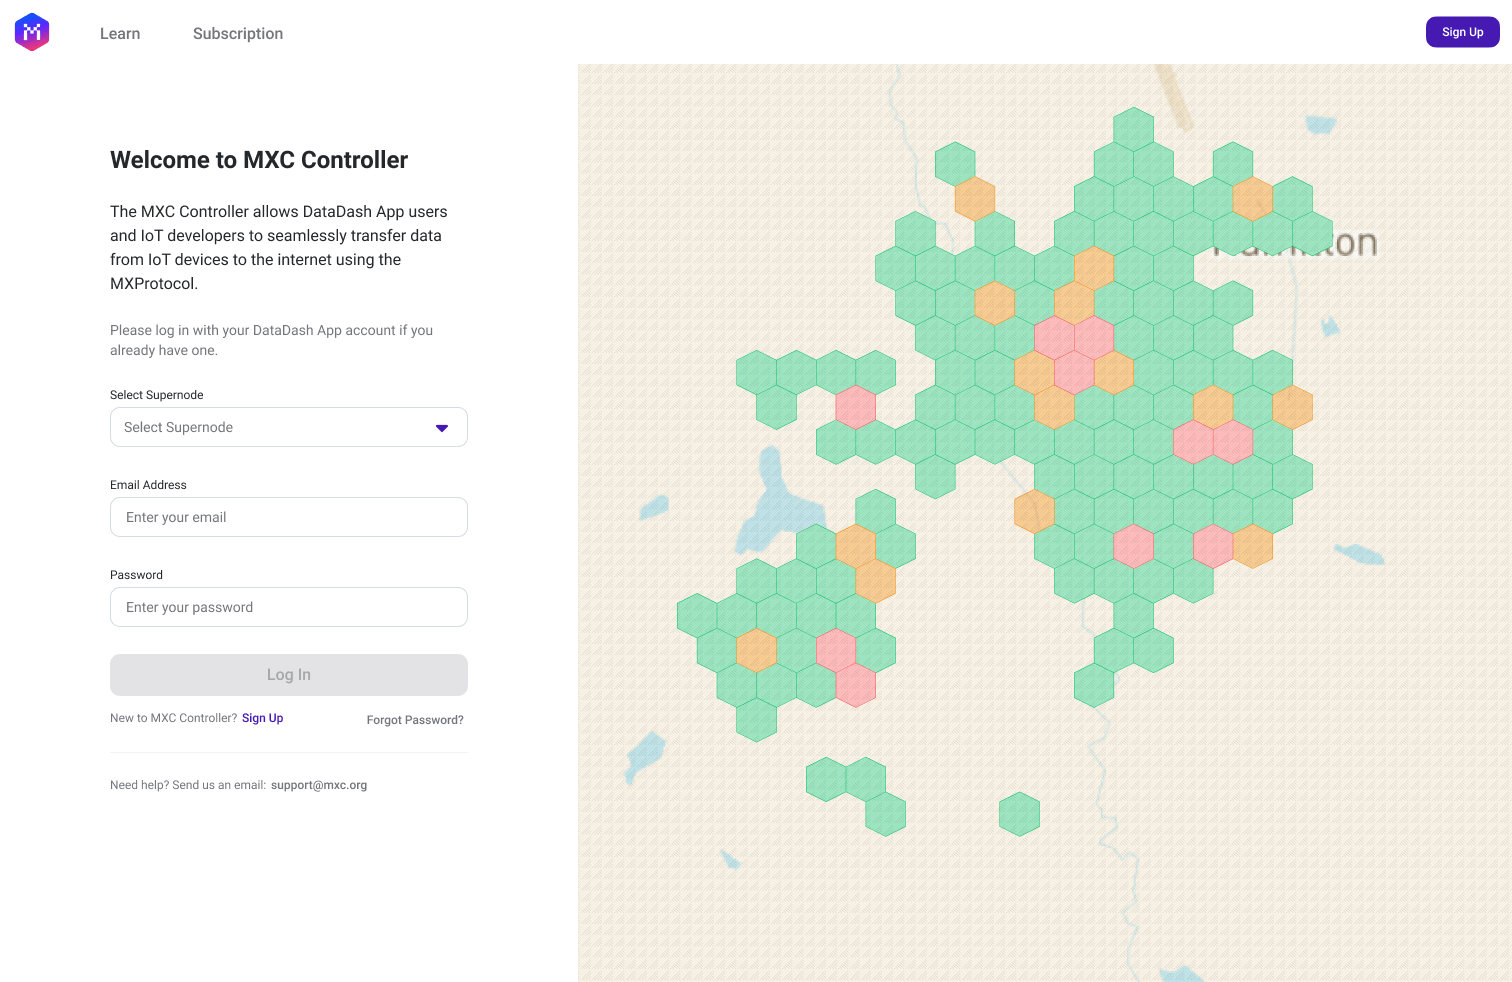 Learn
Subscription
Sign Up
Welcome to MXC Controller
The MXC Controller allows DataDash App users
and IoT developers to seamlessly transfer data
from IoT devices to the internet using the
MXProtocol.
Please log in with your DataDash App account if you
already have one.
Select Supernode
Select Supernode
Email Address
Enter your email
Password
Enter your password
Log In
New to MXC Controller? Sign Up
Forgot Password?
Need help? Send us an email: support@mxc.org